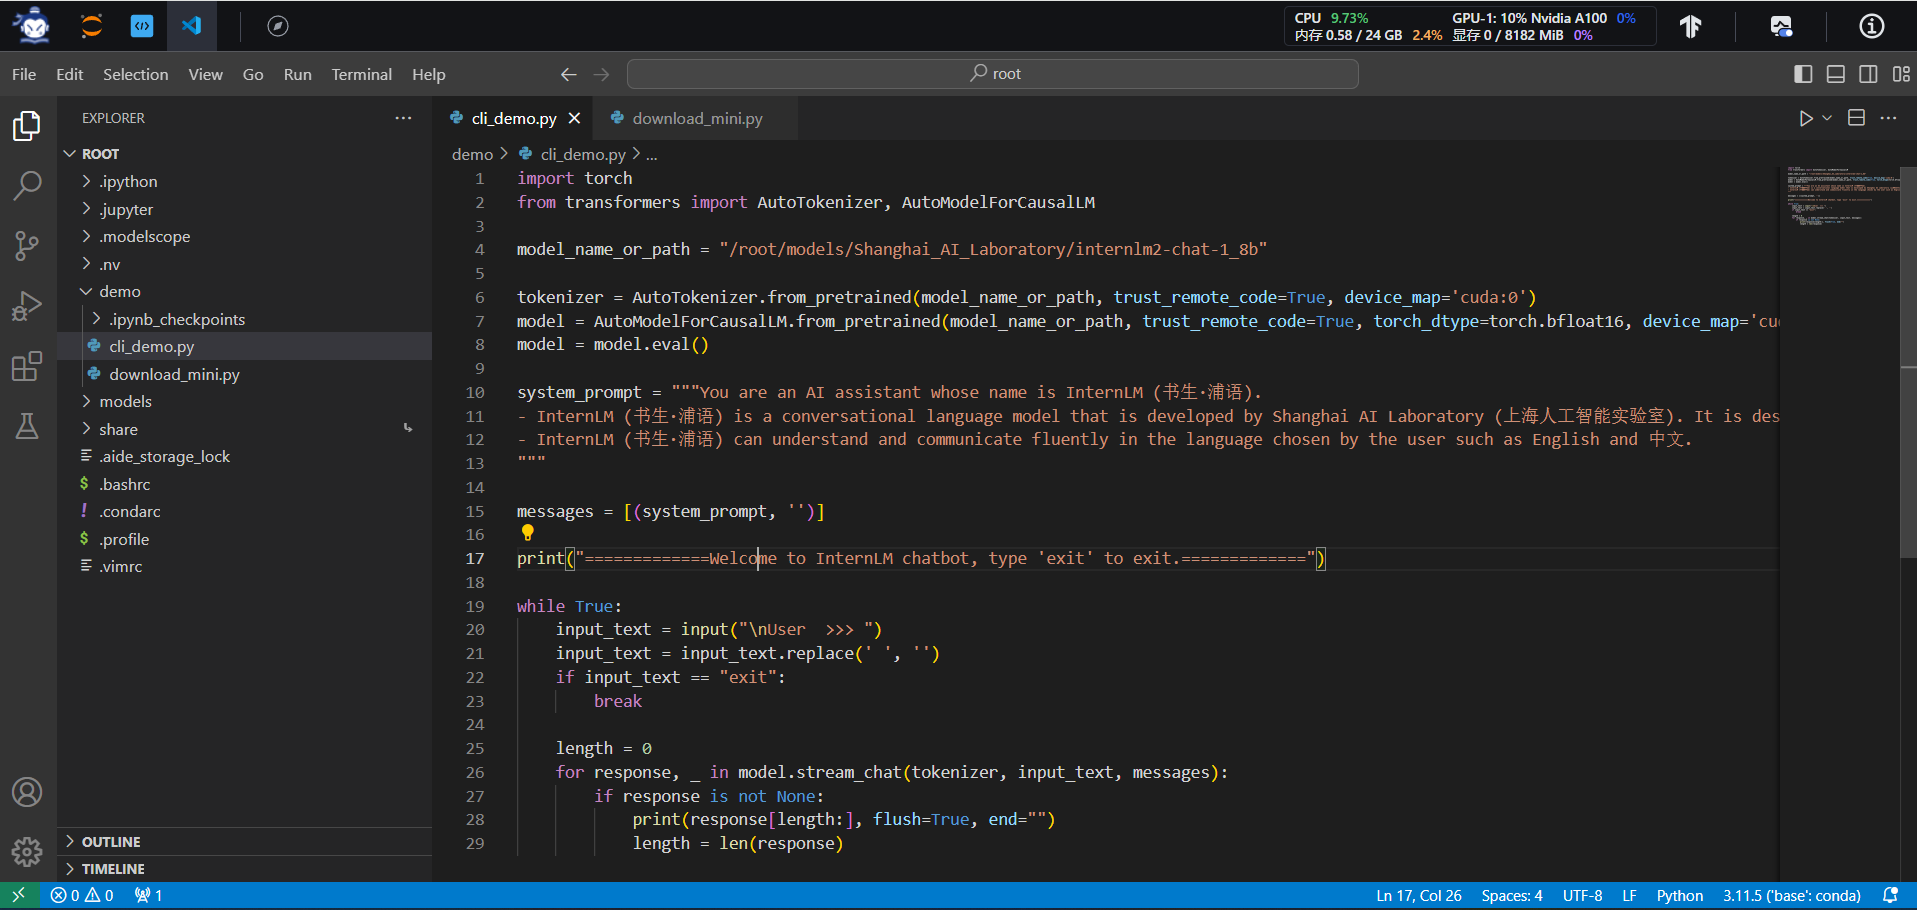 CPU 9.73%
GPU-1: 10% Nvidia A100 0%
内存 0.58 / 24 GB 2.4%
显存 0 / 8182 MiB 0%
File Edit Selection View Go Run Terminal Help
root
EXPLORER
ROOT
.ipython
.jupyter
.modelscope
.nv
demo
.ipynb_checkpoints
cli_demo.py
download_mini.py
models
share
.aide_storage_lock
.bashrc
.condarc
.profile
.vimrc
OUTLINE
TIMELINE
cli_demo.py
download_mini.py
demo > cli_demo.py > ...
1 import torch
2 from transformers import AutoTokenizer, AutoModelForCausalLM
3
4 model_name_or_path = "/root/models/Shanghai_AI_Laboratory/internlm2-chat-1_8b"
5
6 tokenizer = AutoTokenizer.from_pretrained(model_name_or_path, trust_remote_code=True, device_map='cuda:0')
7 model = AutoModelForCausalLM.from_pretrained(model_name_or_path, trust_remote_code=True, torch_dtype=torch.bfloat16, device_map='cud
8 model = model.eval()
9
10 system_prompt = """You are an AI assistant whose name is InternLM (书生·浦语).
11 - InternLM (书生·浦语) is a conversational language model that is developed by Shanghai AI Laboratory (上海人工智能实验室). It is des
12 - InternLM (书生·浦语) can understand and communicate fluently in the language chosen by the user such as English and 中文.
13 """
14
15 messages = [(system_prompt, '')]
16
17 print("=============Welcome to InternLM chatbot, type 'exit' to exit.=============")
18
19 while True:
20 input_text = input("\nUser  >>> ")
21 input_text = input_text.replace(' ', '')
22 if input_text == "exit":
23 break
24
25 length = 0
26 for response, _ in model.stream_chat(tokenizer, input_text, messages):
27 if response is not None:
28 print(response[length:], flush=True, end="")
29 length = len(response)
0 0 1
Ln 17, Col 26 Spaces: 4 UTF-8 LF Python 3.11.5 ('base': conda)